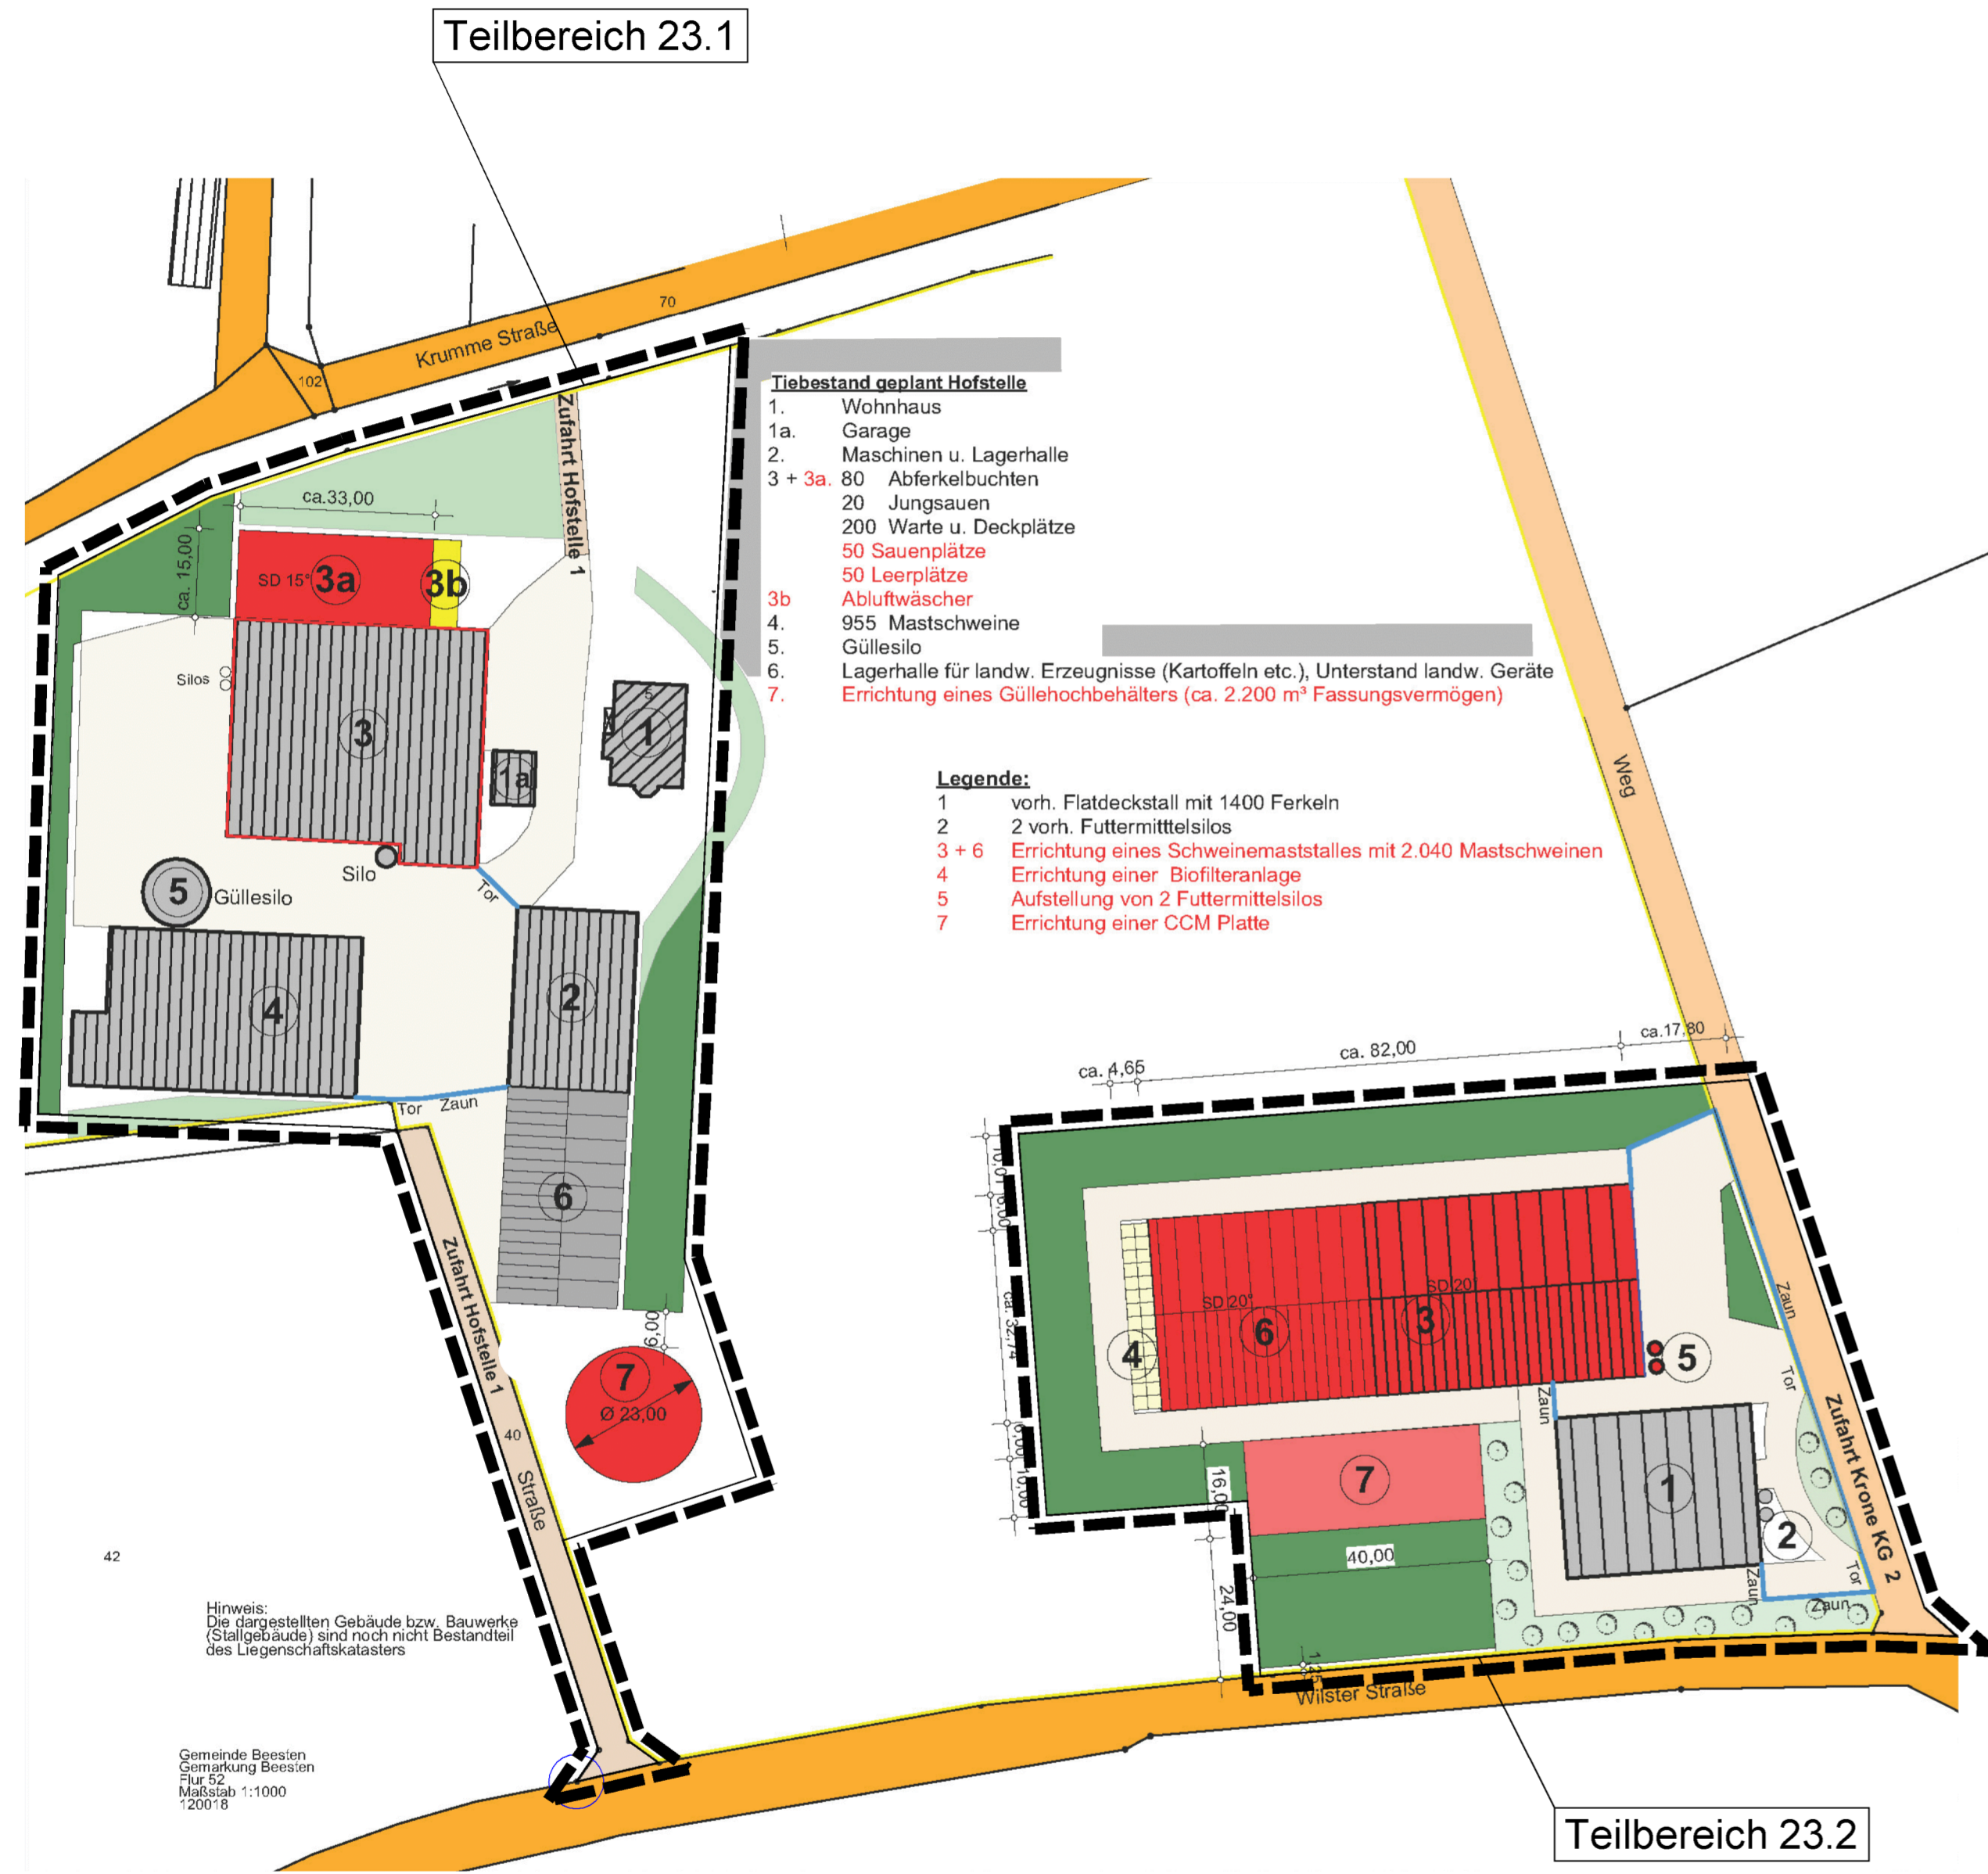 Teilbereich 23.1
Krumme Straße
70
102
Zufahrt Hofstelle 1
Tiebestand geplant Hofstelle
1. Wohnhaus
1a. Garage
2. Maschinen u. Lagerhalle
3 + 3a. 80 Abferkelbuchten
20 Jungsauen
200 Warte u. Deckplätze
50 Sauenplätze
50 Leerplätze
3b Abluftwäscher
4. 955 Mastschweine
5. Güllesilo
6. Lagerhalle für landw. Erzeugnisse (Kartoffeln etc.), Unterstand landw. Geräte
7. Errichtung eines Güllehochbehälters (ca. 2.200 m³ Fassungsvermögen)
Legende:
1 vorh. Flatdeckstall mit 1400 Ferkeln
2 2 vorh. Futtermitttelsilos
3 + 6 Errichtung eines Schweinemaststalles mit 2.040 Mastschweinen
4 Errichtung einer Biofilteranlage
5 Aufstellung von 2 Futtermittelsilos
7 Errichtung einer CCM Platte
ca.33,00
ca. 15,00
SD 15°
3a
3b
Silos
3
5
1
1a
Silo
5
Güllesilo
Tor
4
2
Tor
Zaun
6
Zufahrt Hofstelle 1
6,00
7
Ø 23,00
40
Straße
42
Weg
ca. 4,65
ca. 82,00
ca.17,80
ca. 32,74
SD 20°
SD 20°
4
6
3
5
Zaun
Tor
Zaun
Zufahrt Krone KG 2
7
1
2
16,00
40,00
24,00
Zaun
Tor
Zaun
Wilster Straße
Hinweis:
Die dargestellten Gebäude bzw. Bauwerke
(Stallgebäude) sind noch nicht Bestandteil
des Liegenschaftskatasters
Gemeinde Beesten
Gemarkung Beesten
Flur 52
Maßstab 1:1000
120018
Teilbereich 23.2